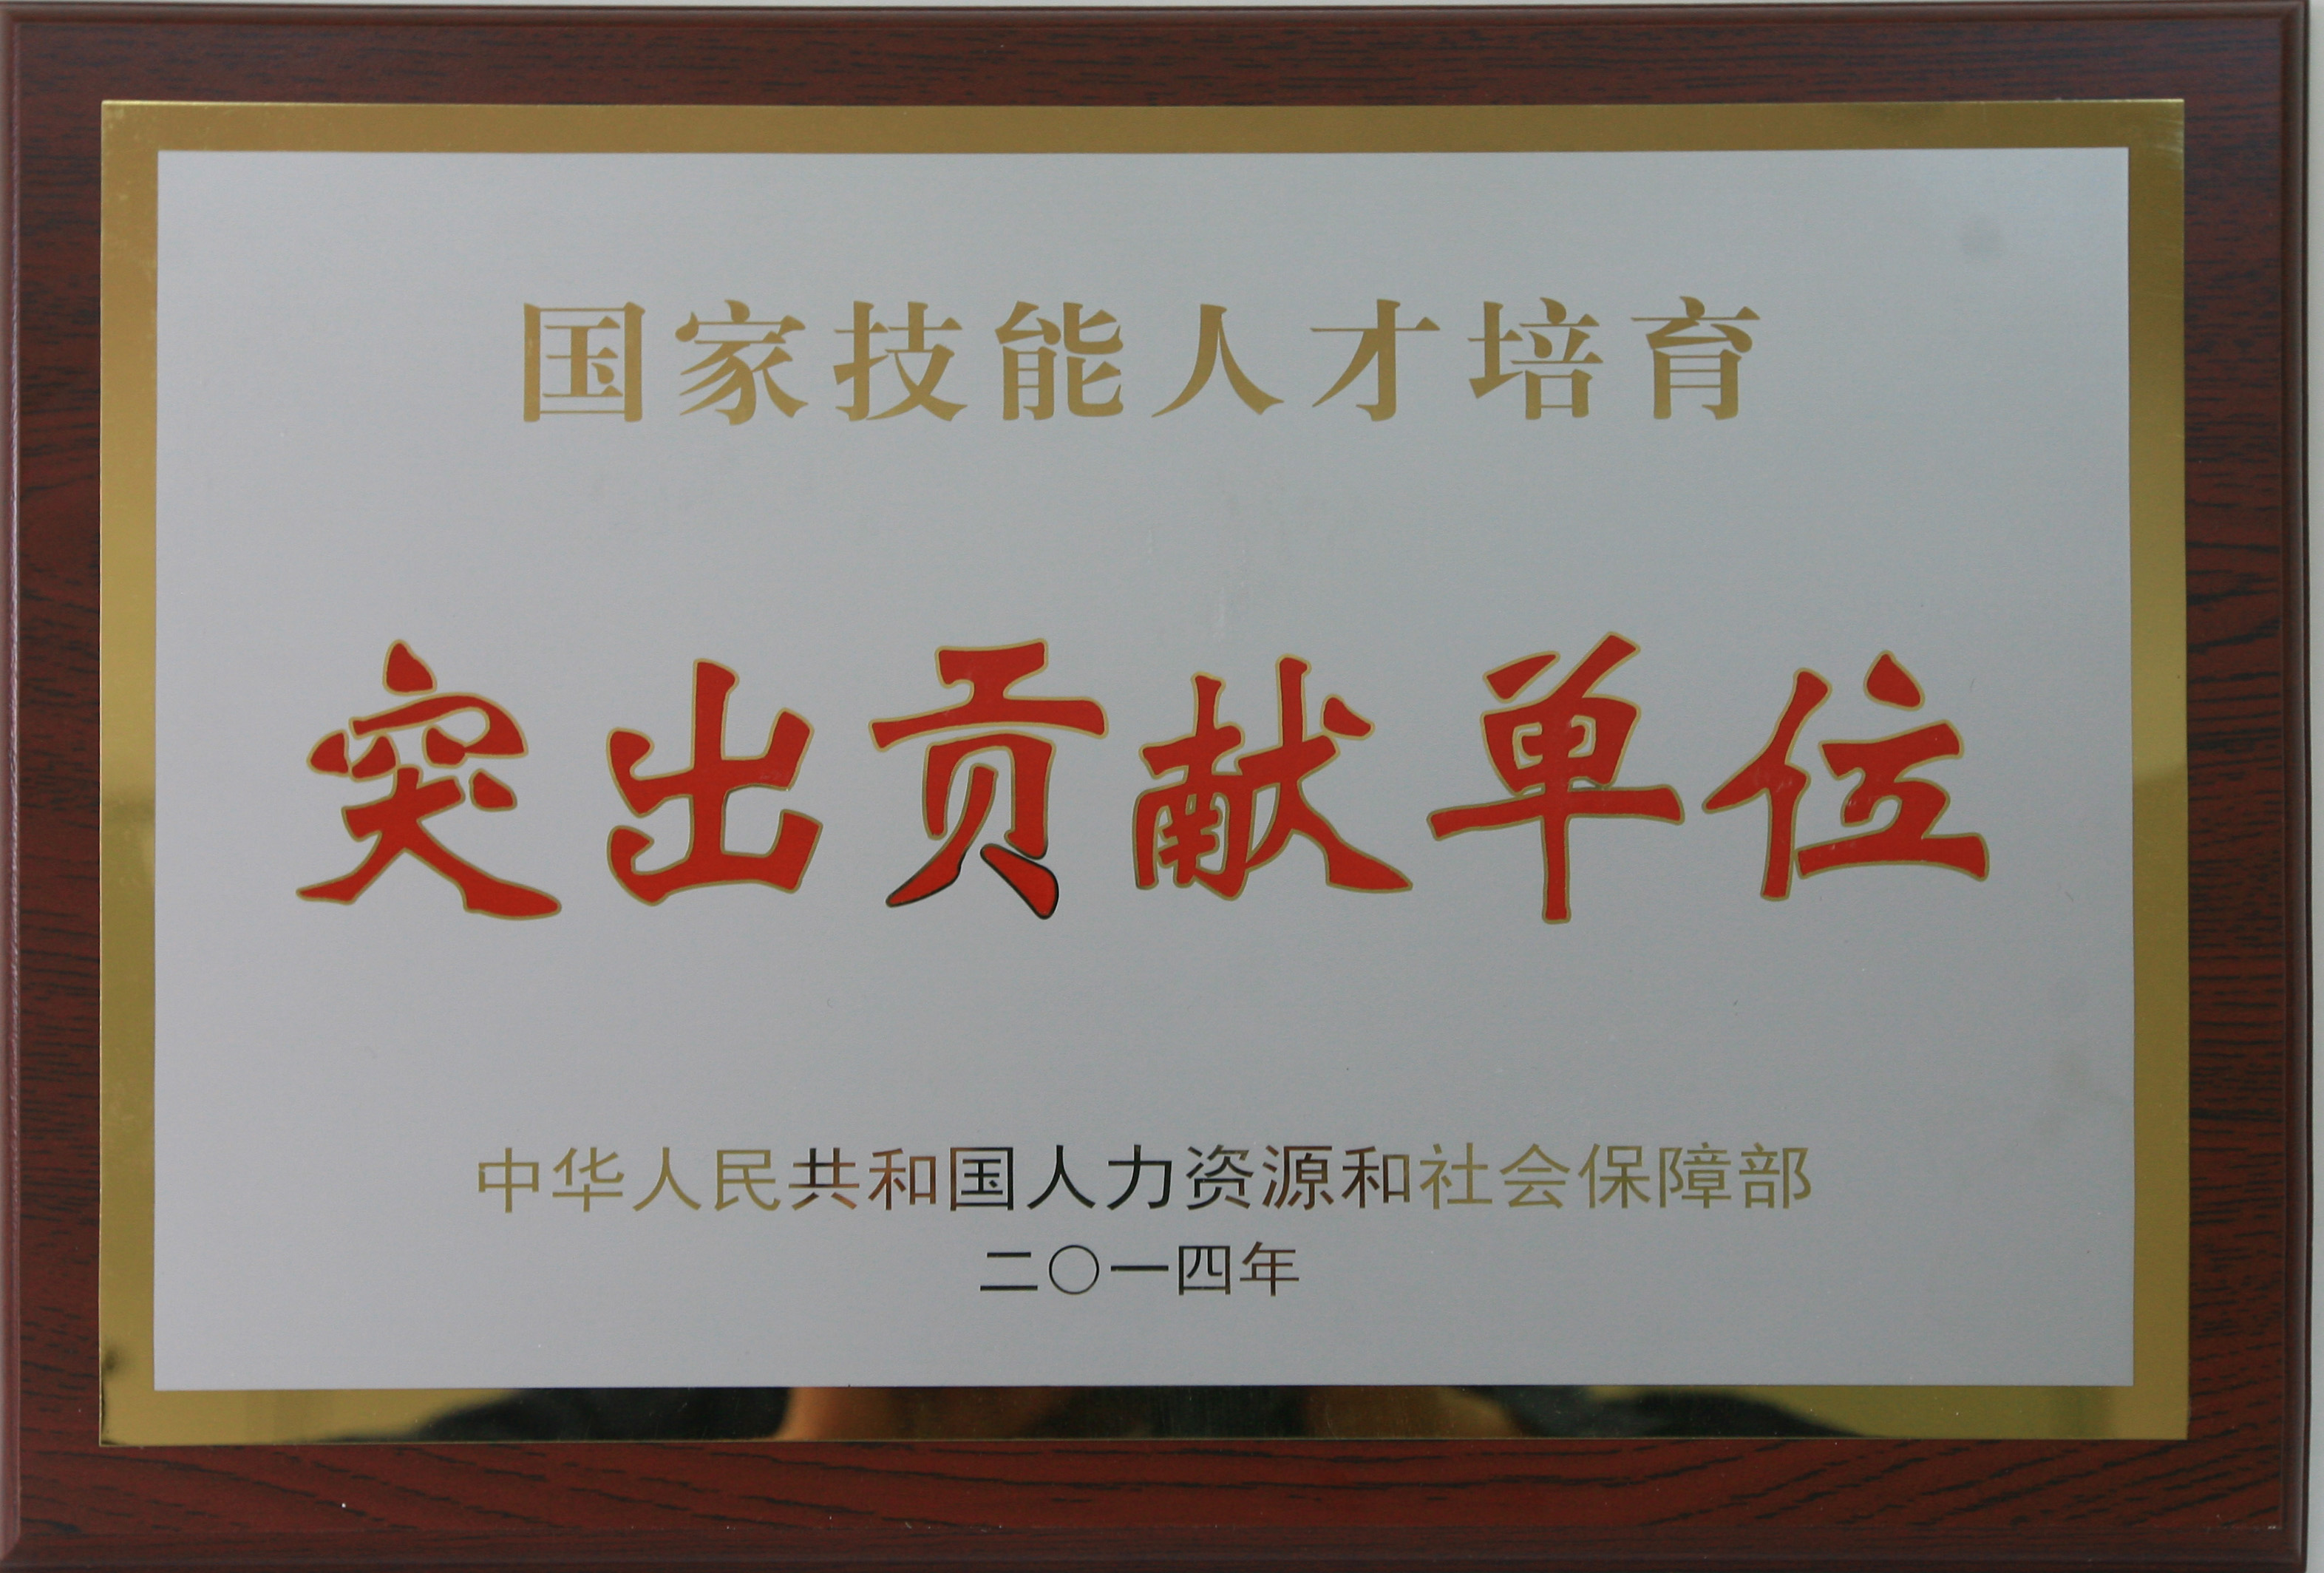 国家技能人才培育
突出贡献单位
中华人民共和国人力资源和社会保障部
二〇一四年